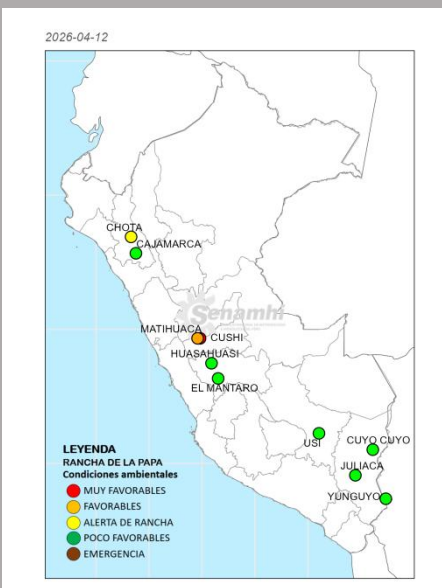 2026-04-12
CHOTA
CAJAMARCA
Senamhi
MATIHUACA
CUSHI
HUASAHUASI
EL MANTARO
USI
CUYO CUYO
JULIACA
YUNGUYO
LEYENDA
RANCHA DE LA PAPA
Condiciones ambientales
MUY FAVORABLES
FAVORABLES
ALERTA DE RANCHA
POCO FAVORABLES
EMERGENCIA